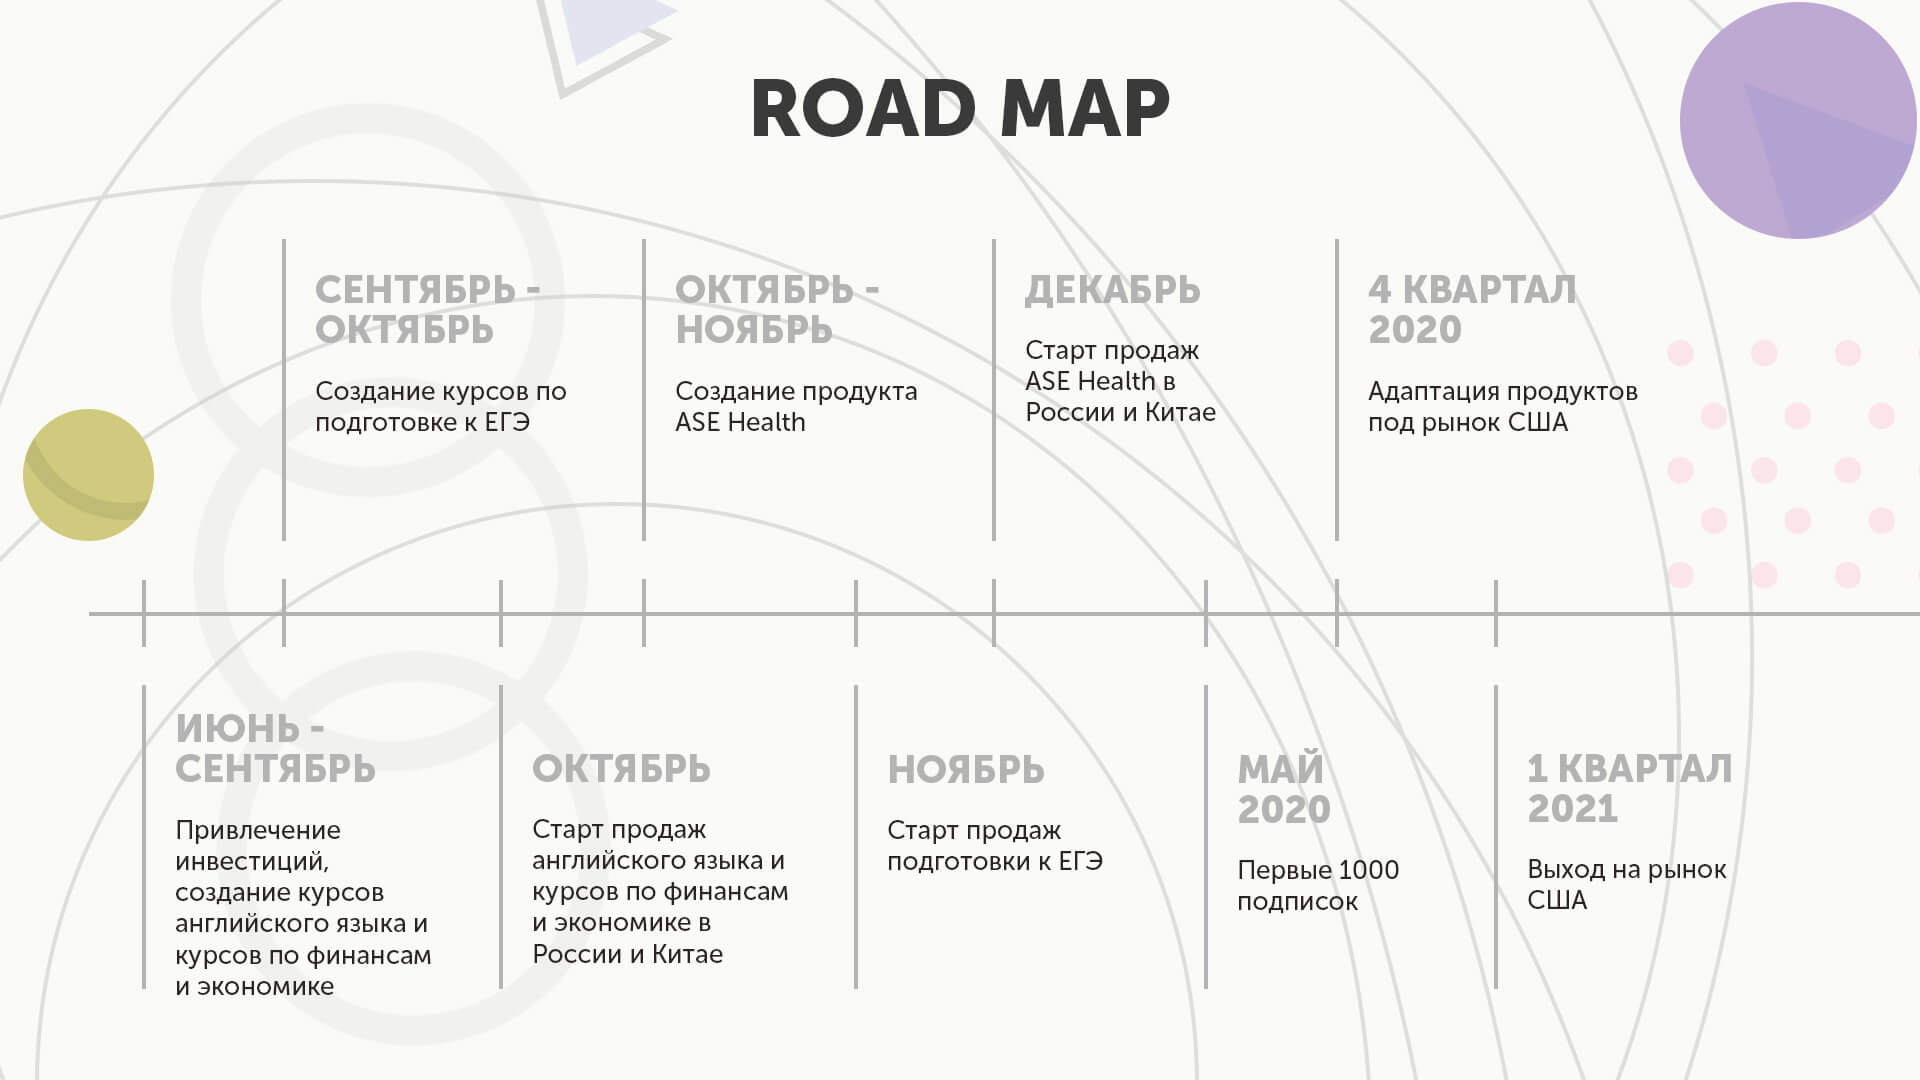 ROAD MAP
СЕНТЯБРЬ -
ОКТЯБРЬ
Создание курсов по
подготовке к ЕГЭ
ОКТЯБРЬ -
НОЯБРЬ
Создание продукта
ASE Health
ДЕКАБРЬ
Старт продаж
ASE Health в
России и Китае
4 КВАРТАЛ
2020
Адаптация продуктов
под рынок США
ИЮНЬ -
СЕНТЯБРЬ
Привлечение
инвестиций,
создание курсов
английского языка и
курсов по финансам
и экономике
ОКТЯБРЬ
Старт продаж
английского языка и
курсов по финансам
и экономике в
России и Китае
НОЯБРЬ
Старт продаж
подготовки к ЕГЭ
МАЙ
2020
Первые 1000
подписок
1 КВАРТАЛ
2021
Выход на рынок
США